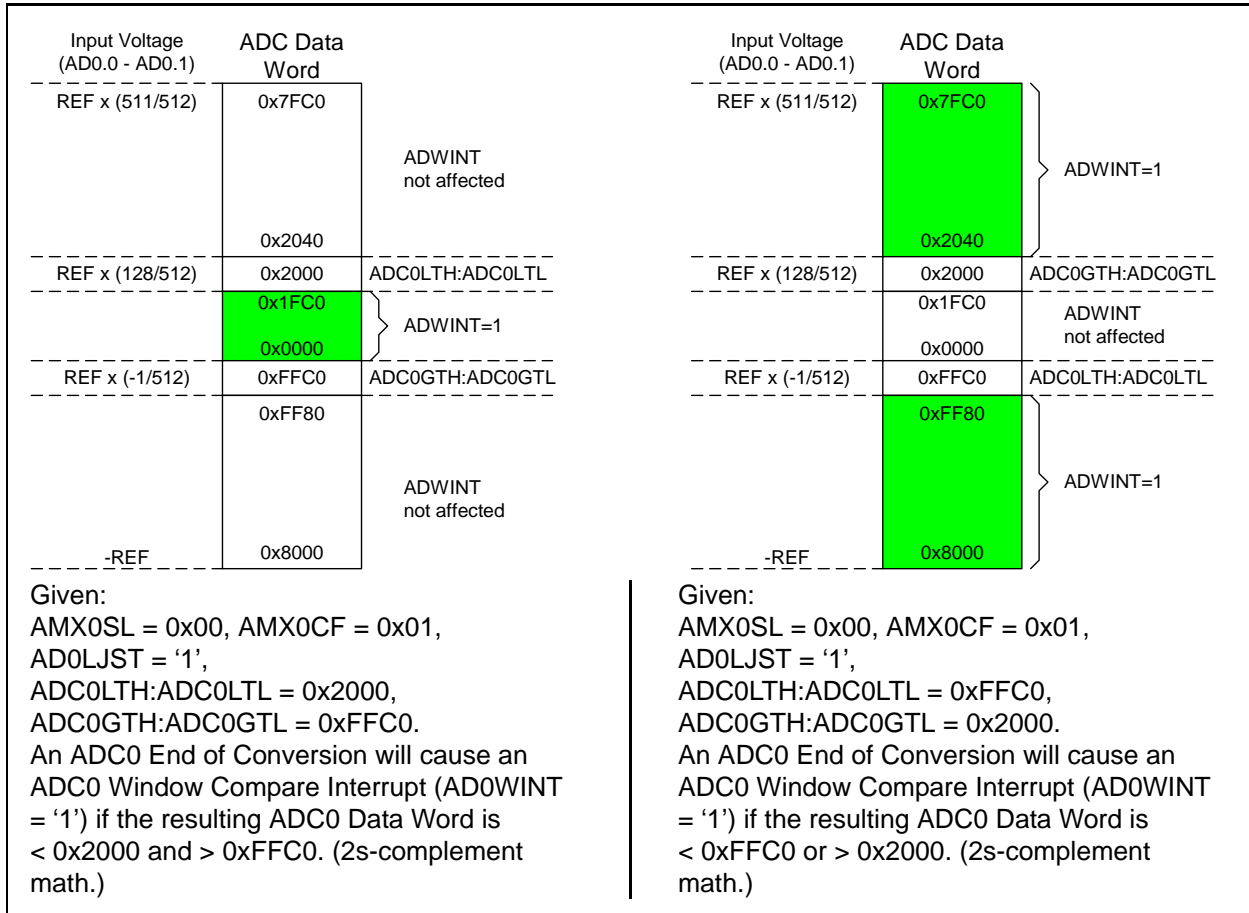 Input Voltage
(AD0.0 - AD0.1)
ADC Data
Word
REF x (511/512)
0x7FC0
ADWINT
not affected
0x2040
REF x (128/512)
0x2000
ADC0LTH:ADC0LTL
0x1FC0
ADWINT=1
0x0000
REF x (-1/512)
0xFFC0
ADC0GTH:ADC0GTL
0xFF80
ADWINT
not affected
-REF
0x8000
Given:
AMX0SL = 0x00, AMX0CF = 0x01,
AD0LJST = ‘1’,
ADC0LTH:ADC0LTL = 0x2000,
ADC0GTH:ADC0GTL = 0xFFC0.
An ADC0 End of Conversion will cause an
ADC0 Window Compare Interrupt (AD0WINT
= ‘1’) if the resulting ADC0 Data Word is
< 0x2000 and > 0xFFC0. (2s-complement
math.)
Input Voltage
(AD0.0 - AD0.1)
ADC Data
Word
REF x (511/512)
0x7FC0
ADWINT=1
0x2040
REF x (128/512)
0x2000
ADC0GTH:ADC0GTL
0x1FC0
ADWINT
not affected
0x0000
REF x (-1/512)
0xFFC0
ADC0LTH:ADC0LTL
0xFF80
ADWINT=1
-REF
0x8000
Given:
AMX0SL = 0x00, AMX0CF = 0x01,
AD0LJST = ‘1’,
ADC0LTH:ADC0LTL = 0xFFC0,
ADC0GTH:ADC0GTL = 0x2000.
An ADC0 End of Conversion will cause an
ADC0 Window Compare Interrupt (AD0WINT
= ‘1’) if the resulting ADC0 Data Word is
< 0xFFC0 or > 0x2000. (2s-complement
math.)